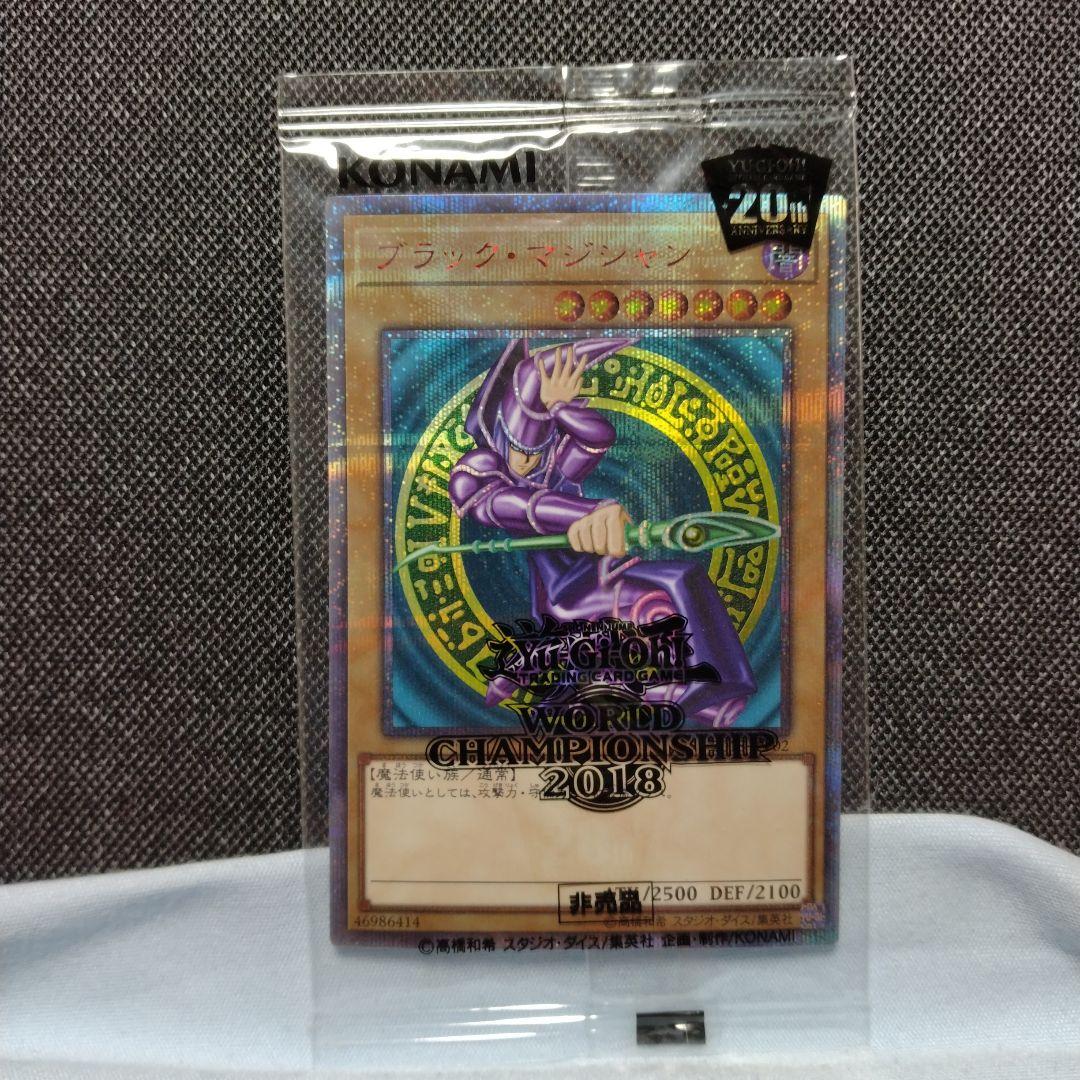 KONAMI
YU-GI-OH!
20th
ANNIVERSARY
ブラック・マジシャン
闇
Yu-Gi-Oh!
TRADING CARD GAME
WORLD
CHAMPIONSHIP
2018
02
【魔法使い族/通常】
魔法使いとしては、攻撃力・守
/2500 DEF/2100
非売品
46986414
©高橋和希 スタジオ・ダイス/集英社
©高橋和希 スタジオ・ダイス/集英社 企画・制作/KONAMI